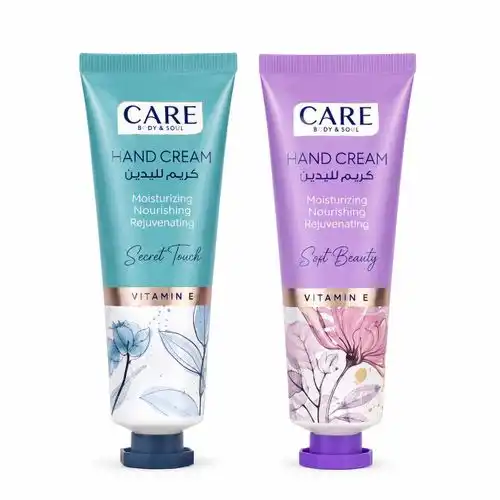 CARE
BODY & SOUL
HAND CREAM
كريم لليدين
Moisturizing
Nourishing
Rejuvenating
Secret Touch
VITAMIN E
CARE
BODY & SOUL
HAND CREAM
كريم لليدين
Moisturizing
Nourishing
Rejuvenating
Soft Beauty
VITAMIN E